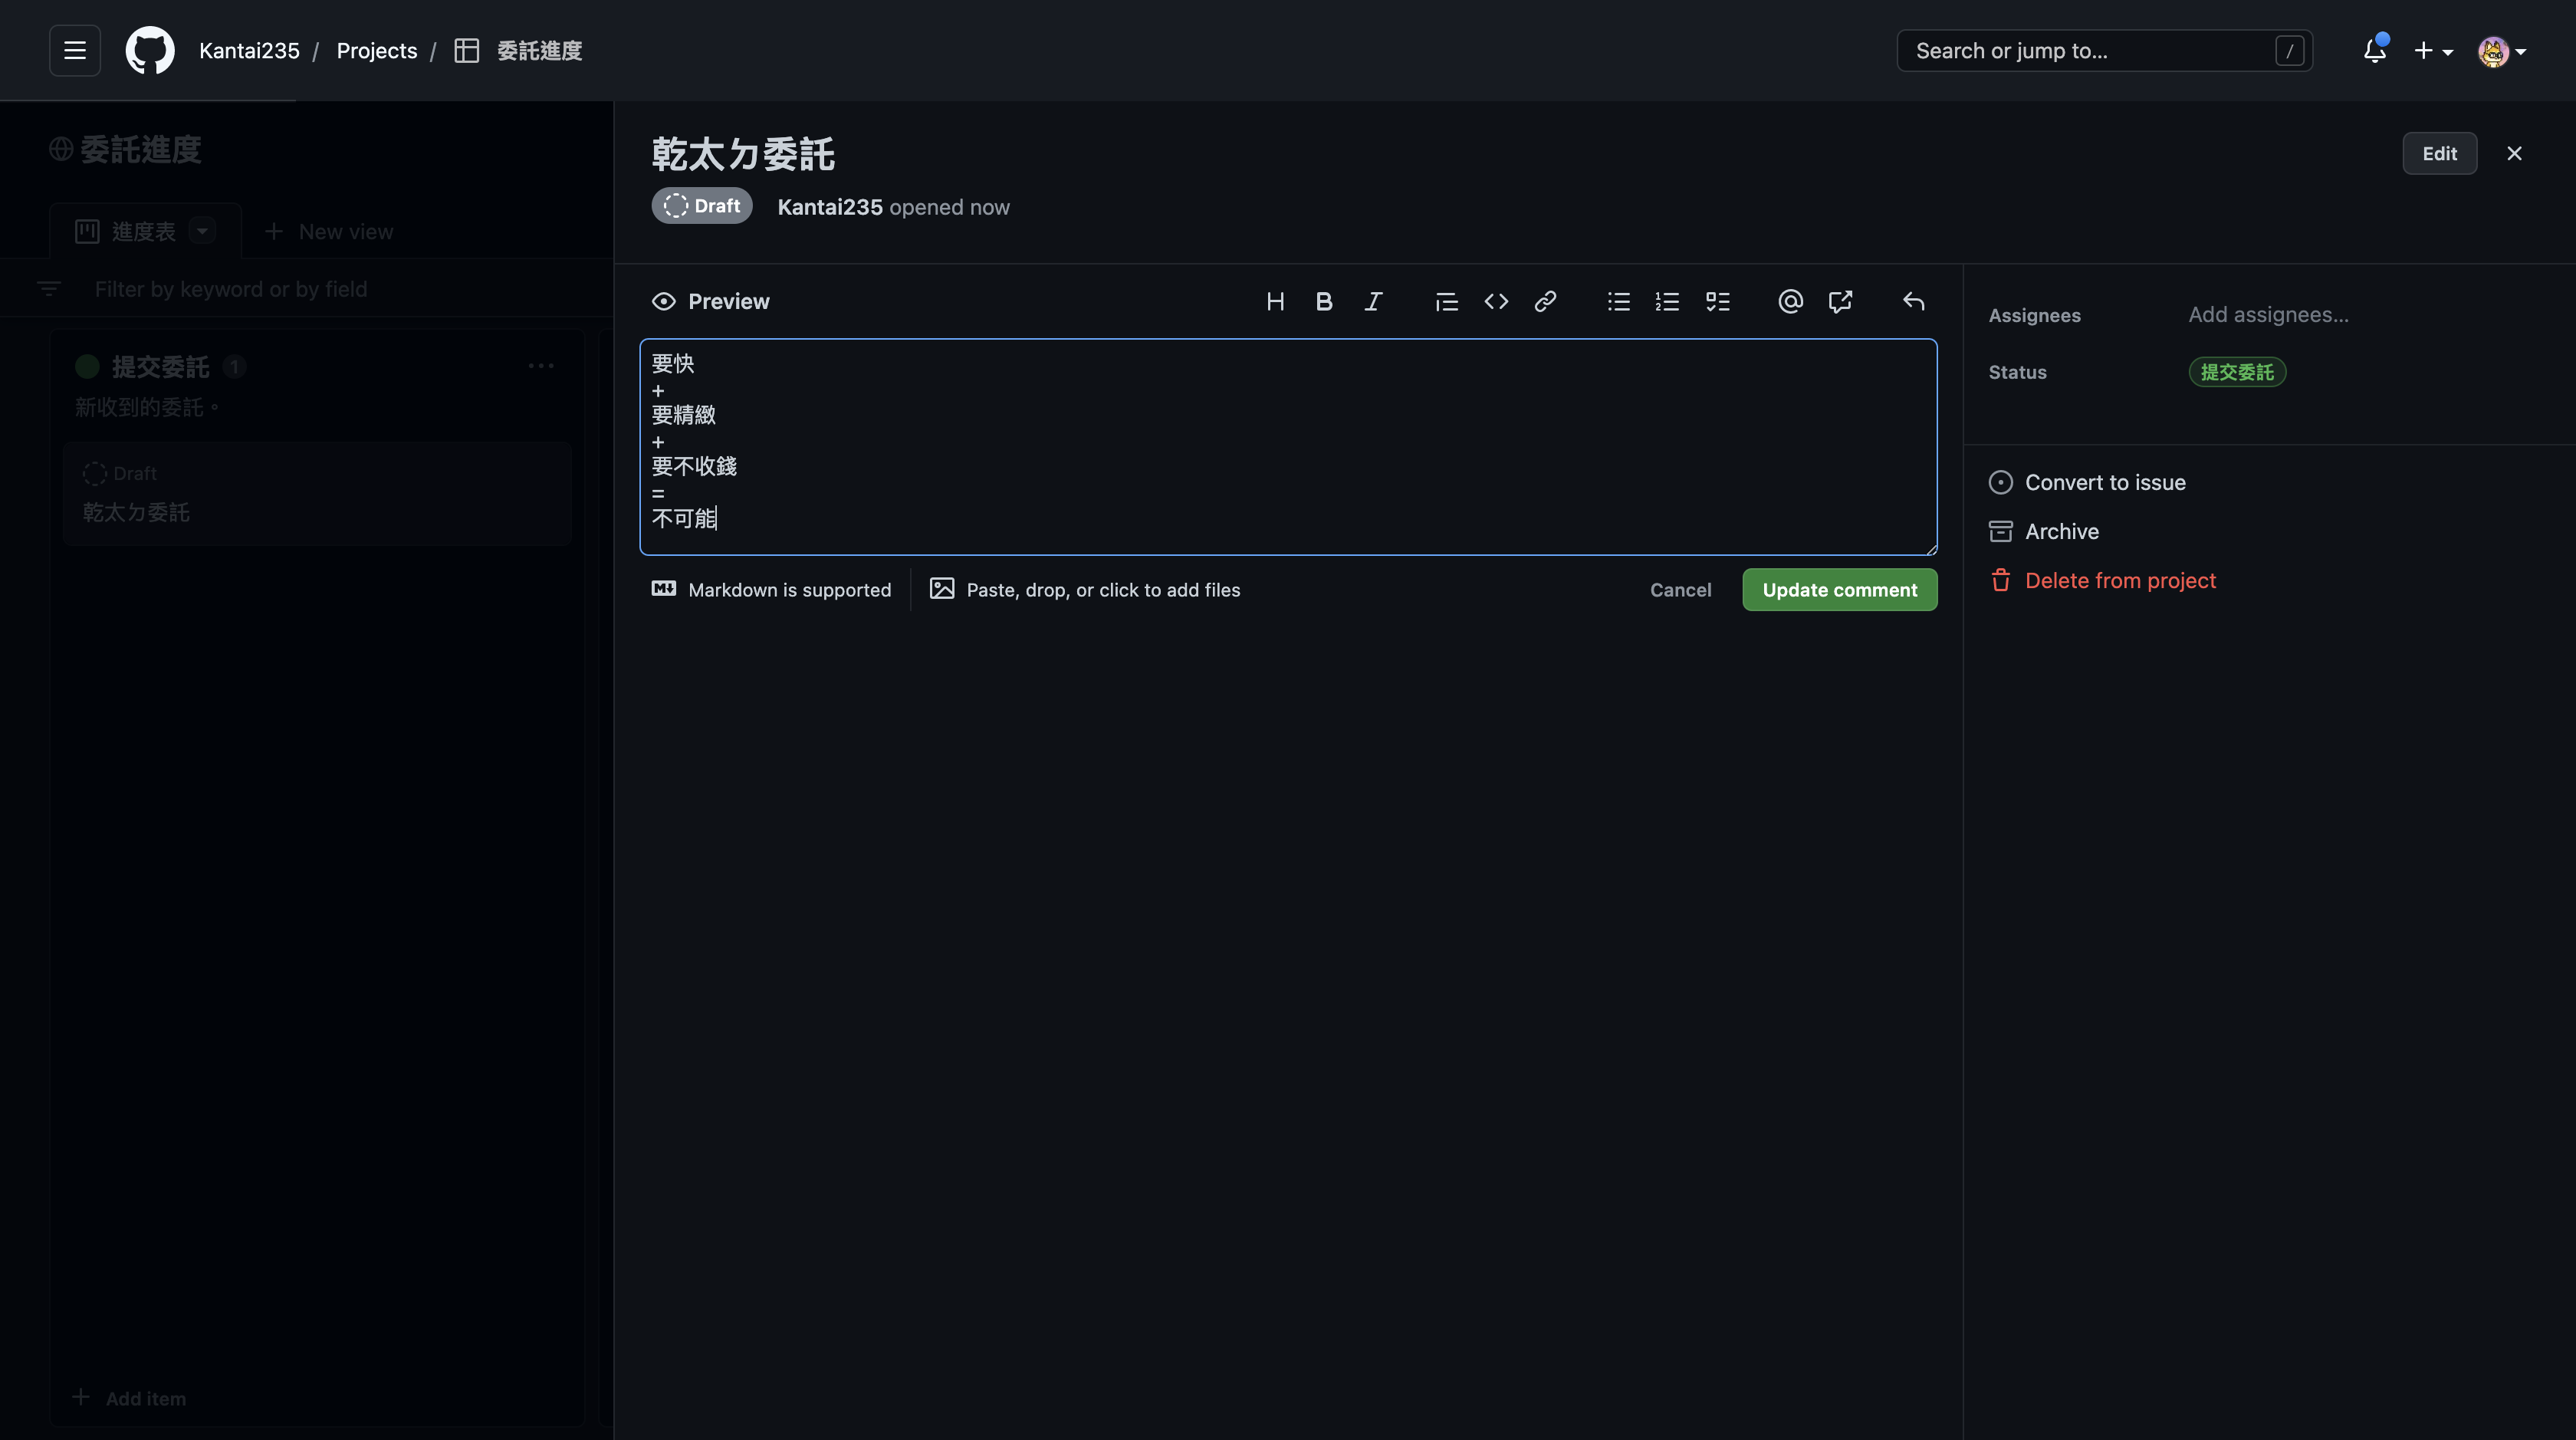 Kantai235 / Projects / 委託進度
Search or jump to... /
委託進度
進度表
New view
Filter by keyword or by field
提交委託 1
新收到的委託。
Draft
乾太ㄉ委託
Add item
乾太ㄉ委託
Edit
Draft
Kantai235 opened now
Preview
要快
+
要精緻
+
要不收錢
=
不可能
Markdown is supported
Paste, drop, or click to add files
Cancel
Update comment
Assignees
Add assignees...
Status
提交委託
Convert to issue
Archive
Delete from project